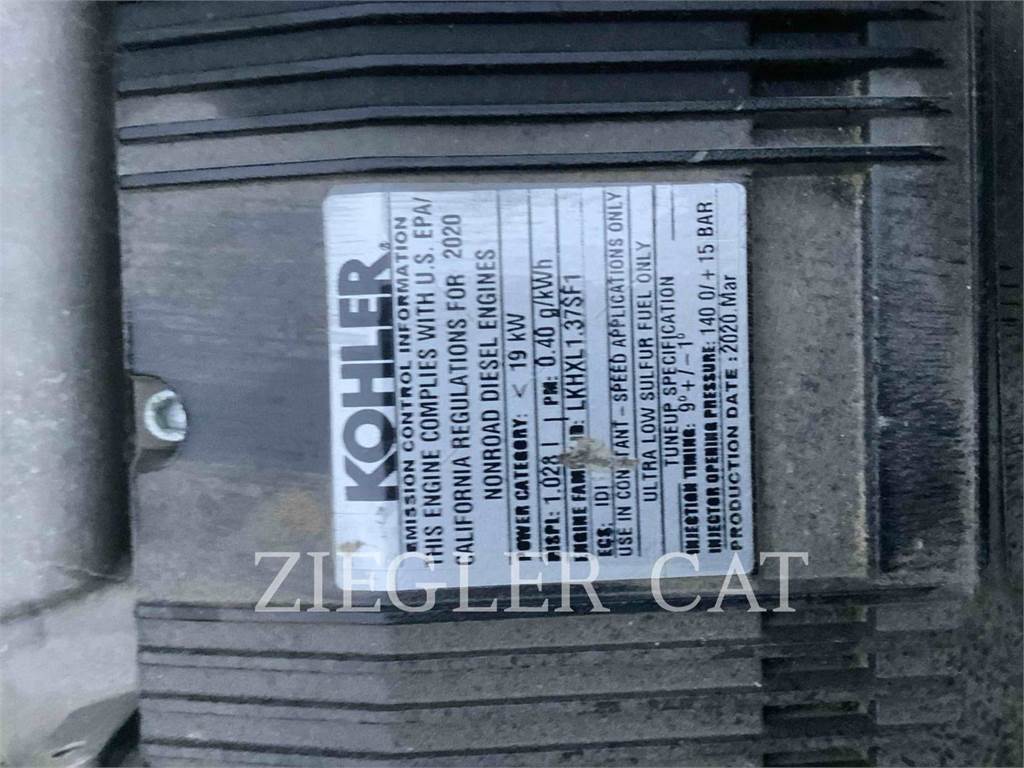 KOHLER®
EMISSION CONTROL INFORMATION
THIS ENGINE COMPLIES WITH U.S. EPA/
CALIFORNIA REGULATIONS FOR 2020
NONROAD DIESEL ENGINES
POWER CATEGORY: < 19 kW
DISPL: 1.028 l | PM: 0.40 g/kWh
ENGINE LKHXL1.37SF1
ECS: IDI
USE IN CONSTANT-SPEED APPLICATIONS ONLY
ULTRA LOW SULFUR FUEL ONLY
TUNEUP SPECIFICATION
INJECTION TIMING: 9°+/-1°
INJECTOR OPENING PRESSURE: 140 0/+ 15 BAR
PRODUCTION DATE: 2020 Mar
ZIEGLER CAT